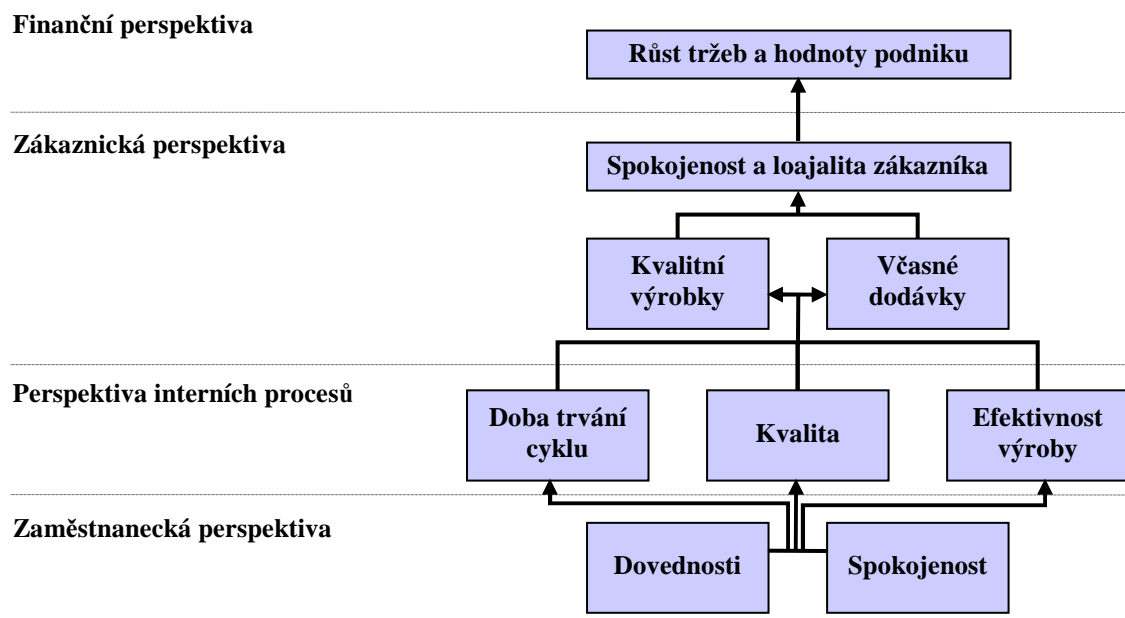 Finanční perspektiva
Růst tržeb a hodnoty podniku
Zákaznická perspektiva
Spokojenost a loajalita zákazníka
Kvalitní
výrobky
Včasné
dodávky
Perspektiva interních procesů
Doba trvání
cyklu
Kvalita
Efektivnost
výroby
Zaměstnanecká perspektiva
Dovednosti
Spokojenost